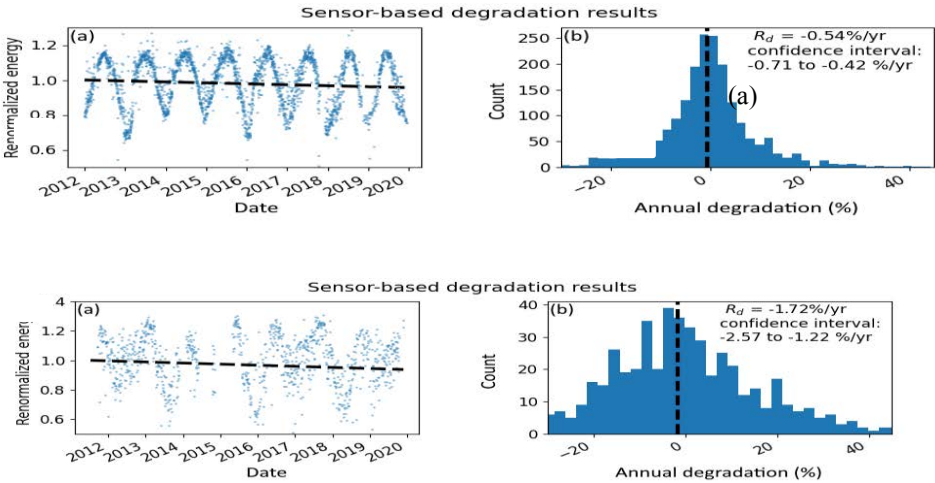 Sensor-based degradation results
(a)
Renormalized energy
1.2
1.0
0.8
0.6
2012
2013
2014
2015
2016
2017
2018
2019
2020
Date
(b)
R_d = -0.54%/yr
confidence interval:
-0.71 to -0.42 %/yr
(a)
Count
250
200
150
100
50
0
−20
0
20
40
Annual degradation (%)
Sensor-based degradation results
(a)
Renormalized energ
4
1.2
1.0
0.8
0.6
2012
2013
2014
2015
2016
2017
2018
2019
2020
Date
(b)
R_d = -1.72%/yr
confidence interval:
-2.57 to -1.22 %/yr
Count
40
30
20
10
0
−20
0
20
40
Annual degradation (%)